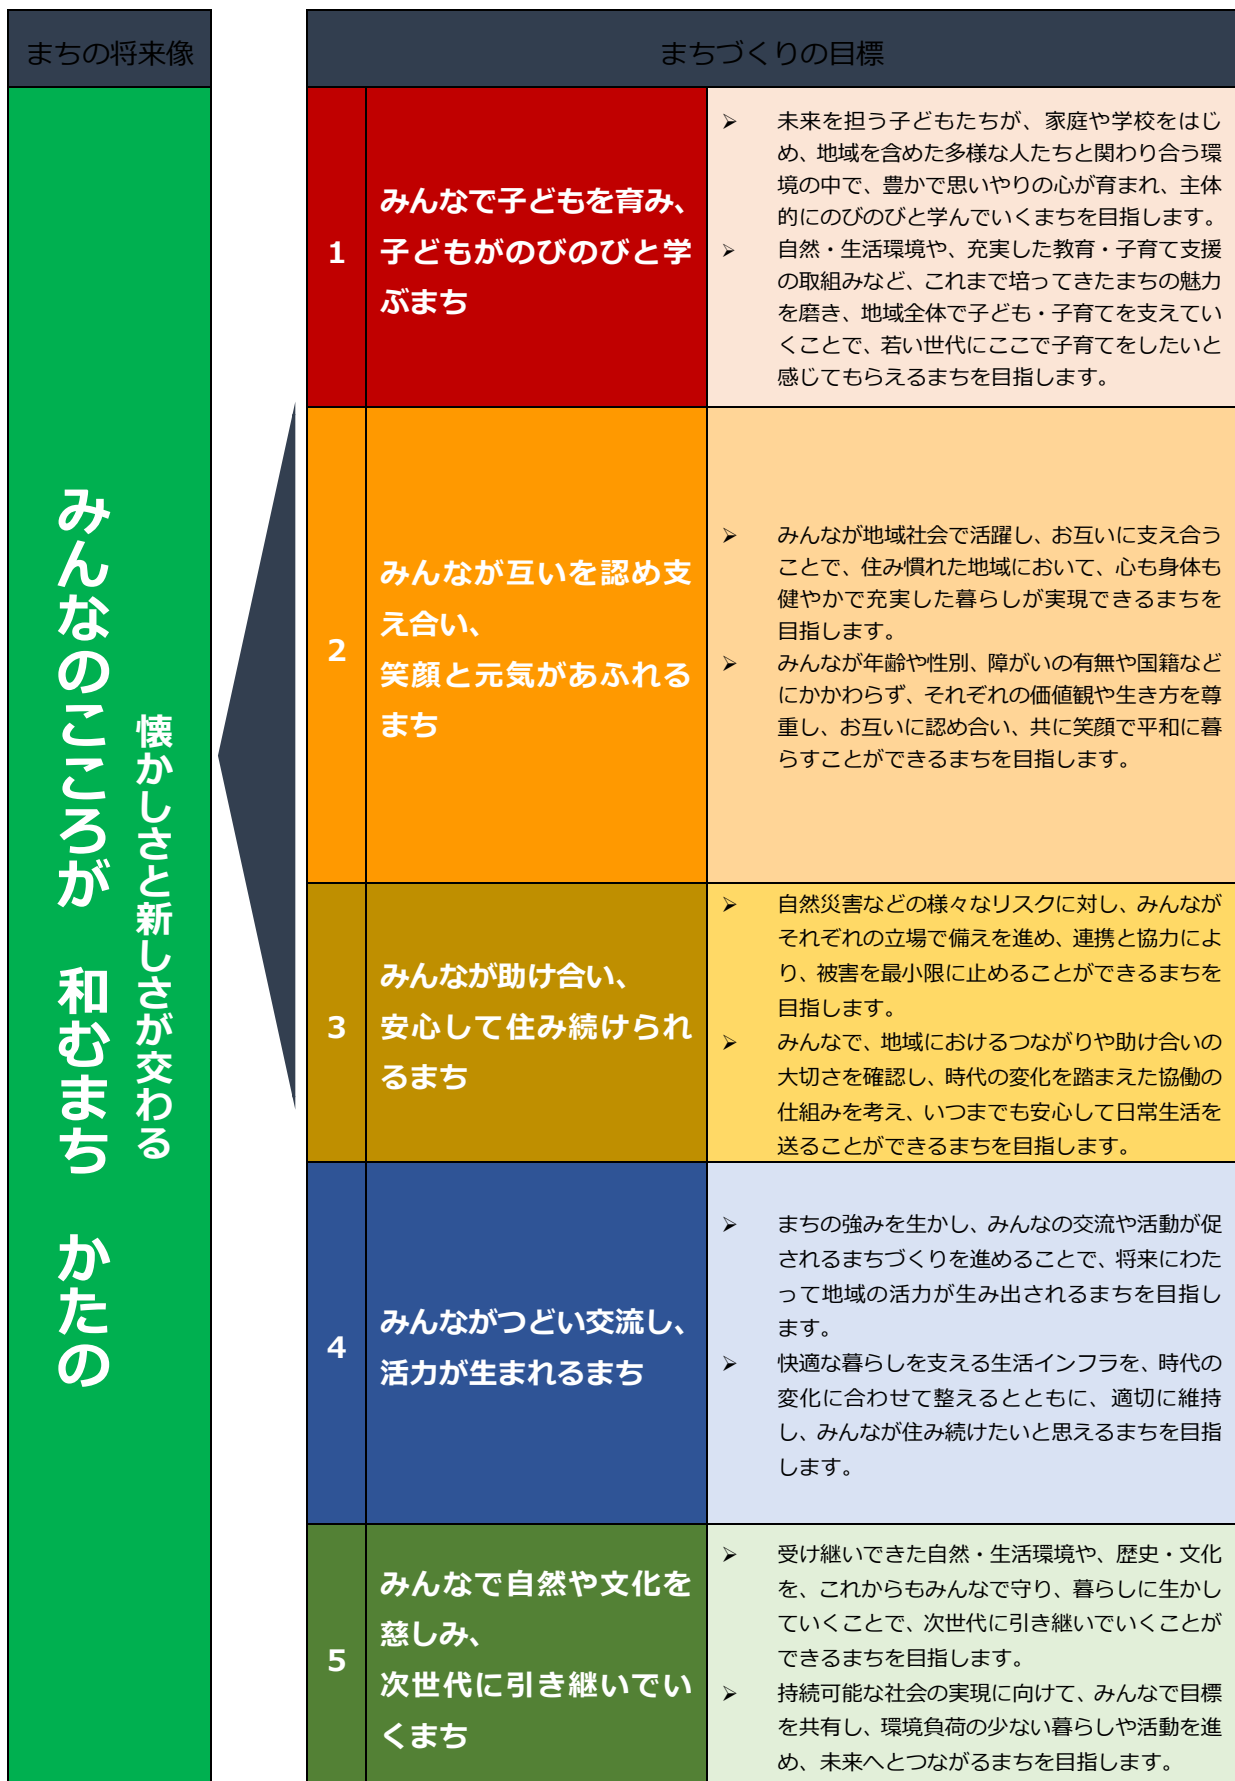 まちの将来像
まちづくりの目標
懐かしさと新しさが交わる
みんなのこころが　和むまち　かたの
1
みんなで子どもを育み、
子どもがのびのびと学
ぶまち
➢ 未来を担う子どもたちが、家庭や学校をはじ
め、地域を含めた多様な人たちと関わり合う環
境の中で、豊かで思いやりの心が育まれ、主体
的にのびのびと学んでいくまちを目指します。
➢ 自然・生活環境や、充実した教育・子育て支援
の取組みなど、これまで培ってきたまちの魅力
を磨き、地域全体で子ども・子育てを支えてい
くことで、若い世代にここで子育てをしたいと
感じてもらえるまちを目指します。
2
みんなが互いを認め支
え合い、
笑顔と元気があふれる
まち
➢ みんなが地域社会で活躍し、お互いに支え合う
ことで、住み慣れた地域において、心も身体も
健やかで充実した暮らしが実現できるまちを
目指します。
➢ みんなが年齢や性別、障がいの有無や国籍など
にかかわらず、それぞれの価値観や生き方を尊
重し、お互いに認め合い、共に笑顔で平和に暮
らすことができるまちを目指します。
3
みんなが助け合い、
安心して住み続けられ
るまち
➢ 自然災害などの様々なリスクに対し、みんなが
それぞれの立場で備えを進め、連携と協力によ
り、被害を最小限に止めることができるまちを
目指します。
➢ みんなで、地域におけるつながりや助け合いの
大切さを確認し、時代の変化を踏まえた協働の
仕組みを考え、いつまでも安心して日常生活を
送ることができるまちを目指します。
4
みんながつどい交流し、
活力が生まれるまち
➢ まちの強みを生かし、みんなの交流や活動が促
されるまちづくりを進めることで、将来にわた
って地域の活力が生み出されるまちを目指し
ます。
➢ 快適な暮らしを支える生活インフラを、時代の
変化に合わせて整えるとともに、適切に維持
し、みんなが住み続けたいと思えるまちを目指
します。
5
みんなで自然や文化を
慈しみ、
次世代に引き継いでい
くまち
➢ 受け継いできた自然・生活環境や、歴史・文化
を、これからもみんなで守り、暮らしに生かし
ていくことで、次世代に引き継いでいくことが
できるまちを目指します。
➢ 持続可能な社会の実現に向けて、みんなで目標
を共有し、環境負荷の少ない暮らしや活動を進
め、未来へとつながるまちを目指します。